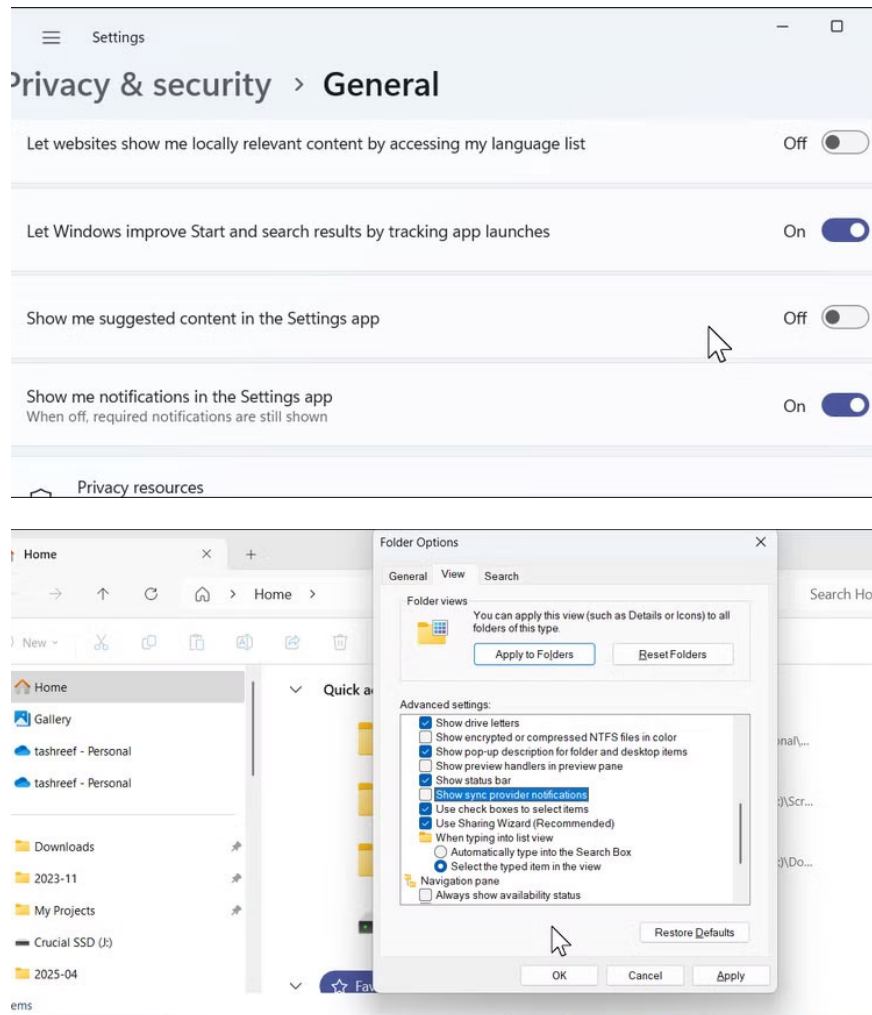 Settings
Privacy & security > General
Let websites show me locally relevant content by accessing my language list Off
Let Windows improve Start and search results by tracking app launches On
Show me suggested content in the Settings app Off
Show me notifications in the Settings app On
When off, required notifications are still shown
Privacy resources
Home
Home
Search Ho
New
Home
Gallery
tashreef - Personal
tashreef - Personal
Downloads
2023-11
My Projects
Crucial SSD (J:)
2025-04
ems
Quick a
Fav
Folder Options
General View Search
Folder views
You can apply this view (such as Details or Icons) to all
folders of this type.
Apply to Folders Reset Folders
Advanced settings:
Show drive letters
Show encrypted or compressed NTFS files in color
Show pop-up description for folder and desktop items
Show preview handlers in preview pane
Show status bar
Show sync provider notifications
Use check boxes to select items
Use Sharing Wizard (Recommended)
When typing into list view
Automatically type into the Search Box
Select the typed item in the view
Navigation pane
Always show availability status
Restore Defaults
OK Cancel Apply
onal\...
:)\Scr...
:)\Do...